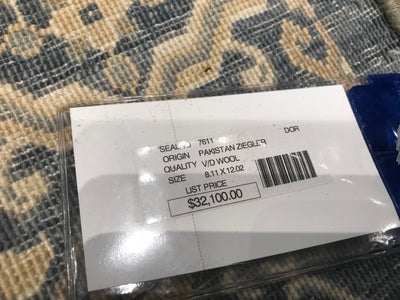 SEAL NO 7611 DOR
ORIGIN PAKISTAN ZIEGLER
QUALITY V/D WOOL
SIZE 8.11 X 12.02
LIST PRICE
$32,100.00